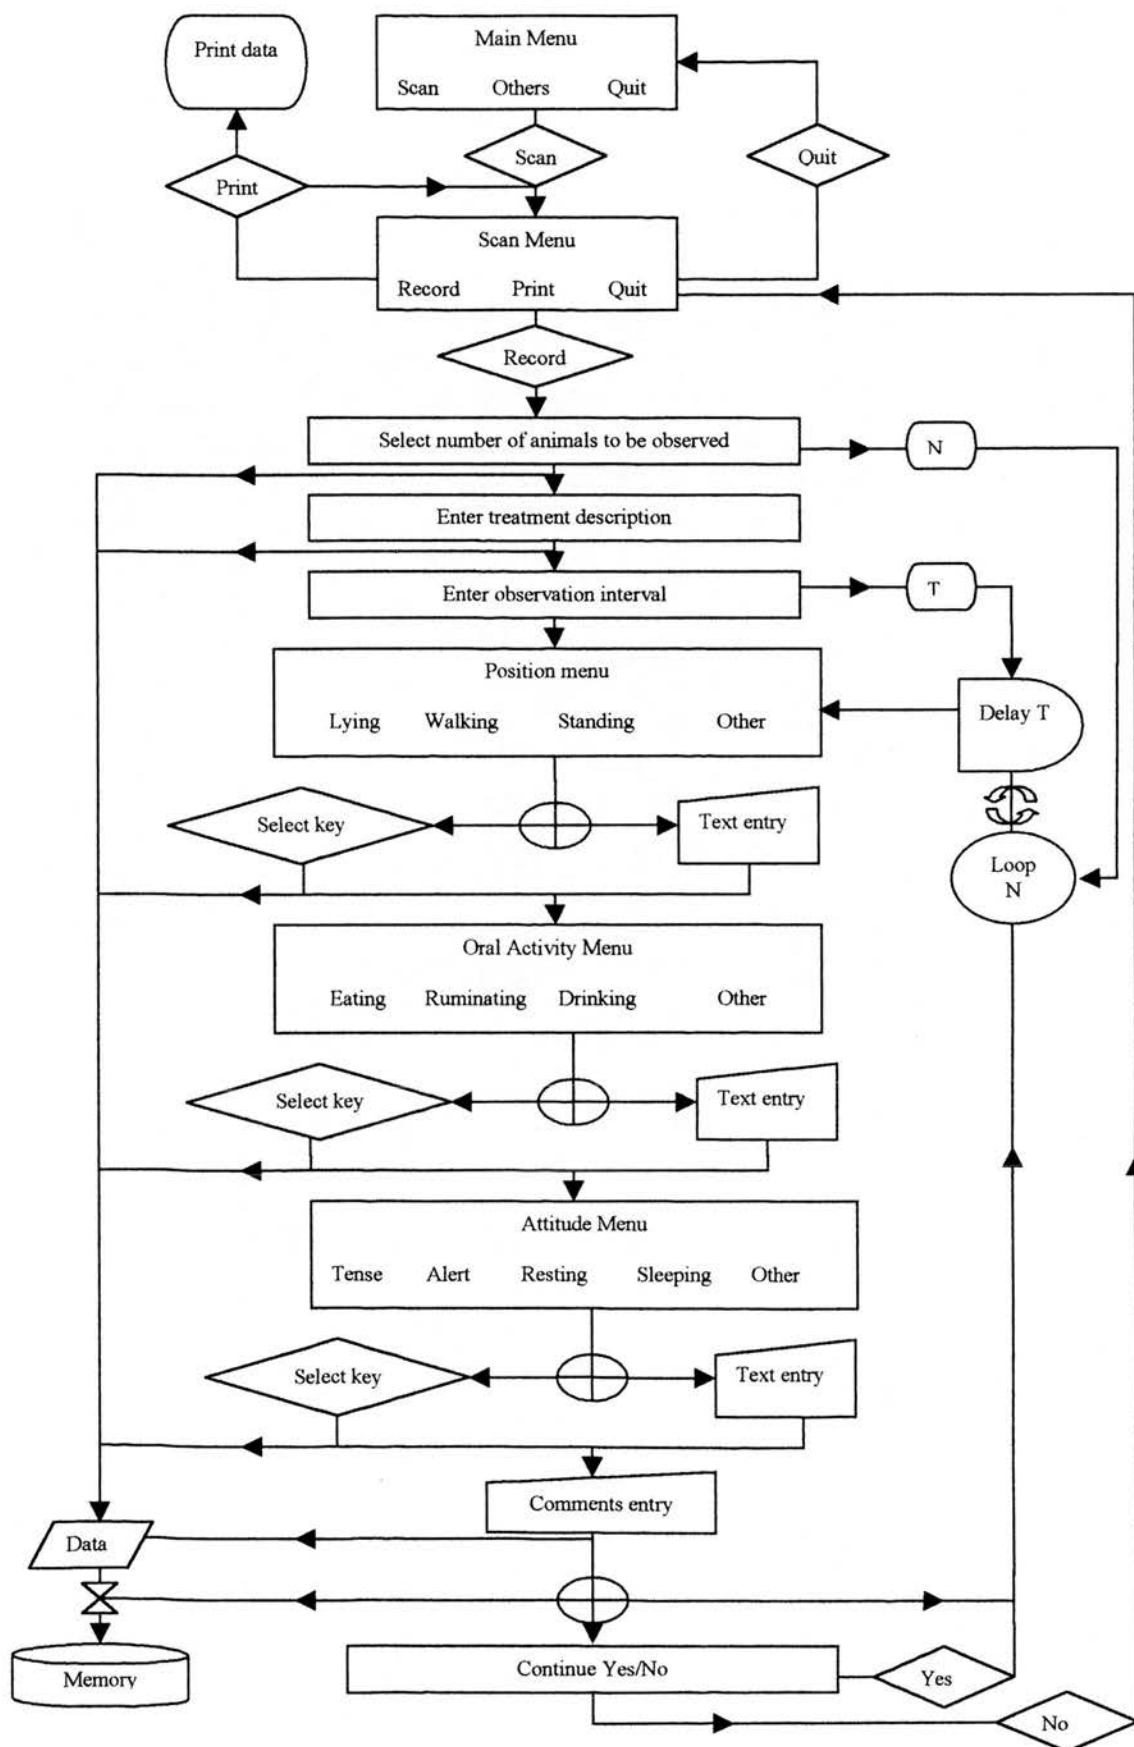 Print data
Main Menu
Scan Others Quit
Scan
Quit
Print
Scan Menu
Record Print Quit
Record
Select number of animals to be observed
N
Enter treatment description
Enter observation interval
T
Position menu
Lying Walking Standing Other
Delay T
Select key
Text entry
Loop
N
Oral Activity Menu
Eating Ruminating Drinking Other
Select key
Text entry
Attitude Menu
Tense Alert Resting Sleeping Other
Select key
Text entry
Comments entry
Data
Memory
Continue Yes/No
Yes
No